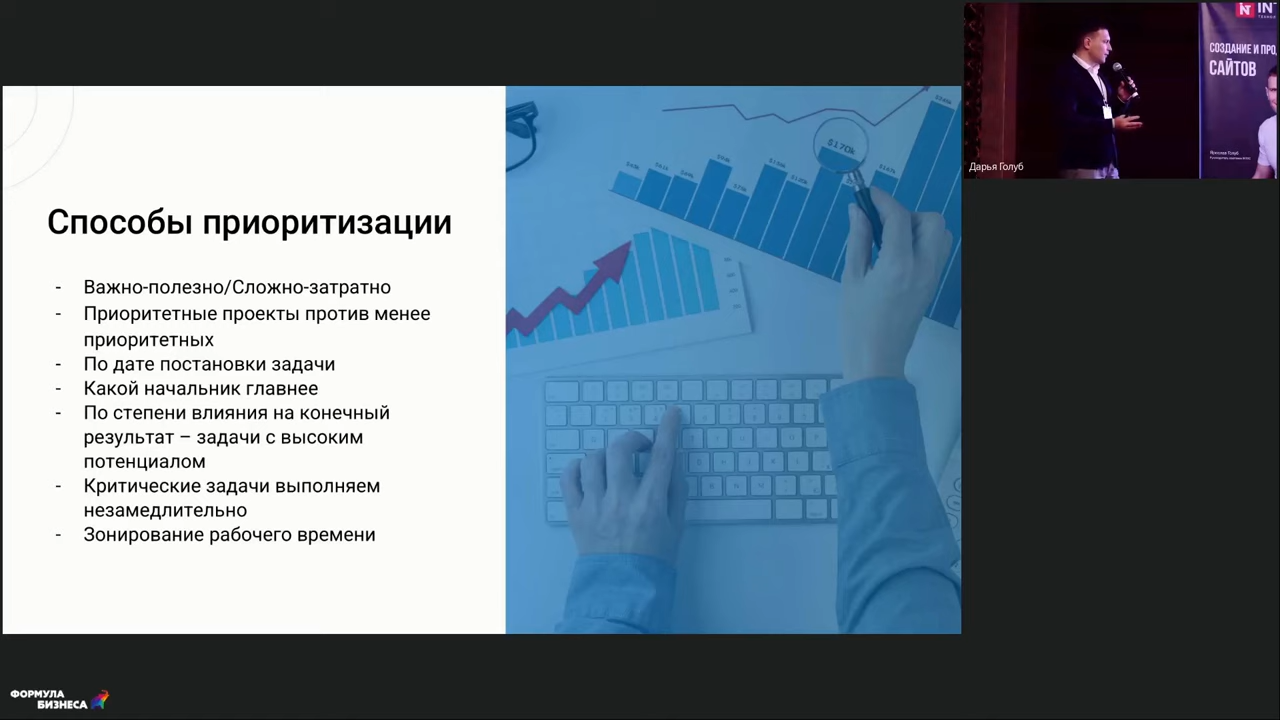 Способы приоритизации
- Важно-полезно/Сложно-затратно
- Приоритетные проекты против менее
приоритетных
- По дате постановки задачи
- Какой начальник главнее
- По степени влияния на конечный
результат – задачи с высоким
потенциалом
- Критические задачи выполняем
незамедлительно
- Зонирование рабочего времени
$170k
Дарья Голуб
IN
СОЗДАНИЕ И ПРО
САЙТОВ
ФОРМУЛА
БИЗНЕСА